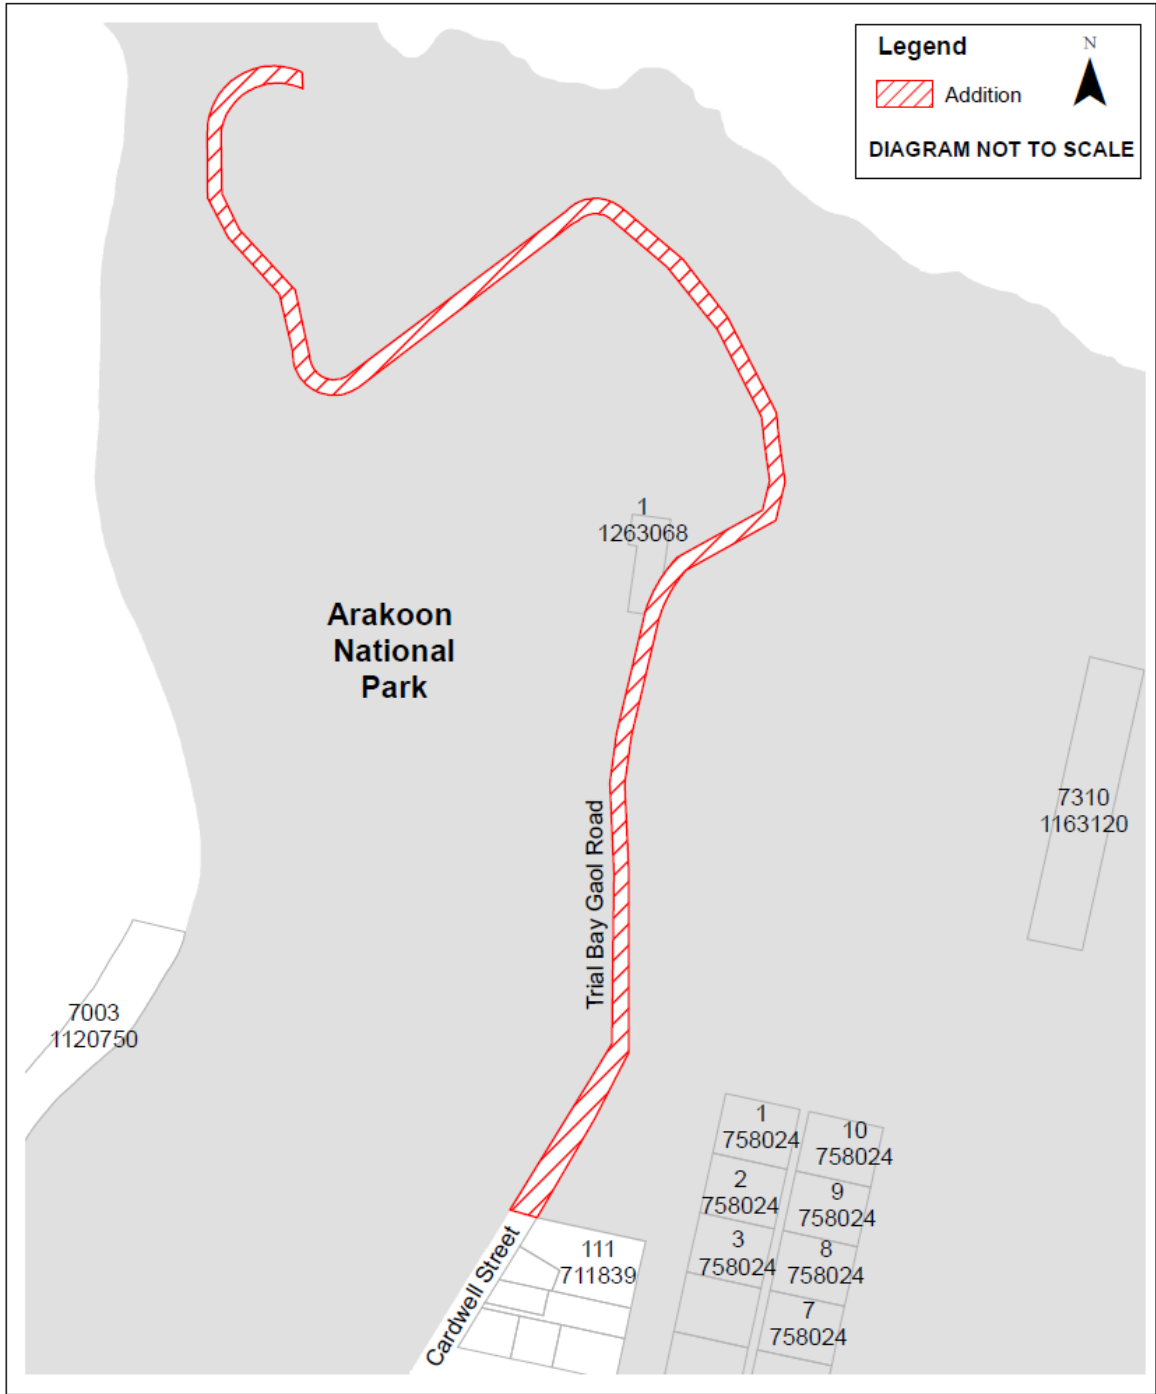 Legend
N
Addition
DIAGRAM NOT TO SCALE
1
1263068
Arakoon
National
Park
7310
1163120
Trial Bay Gaol Road
7003
1120750
1
758024
10
758024
2
758024
9
758024
3
758024
8
758024
7
758024
111
711839
Cardwell Street